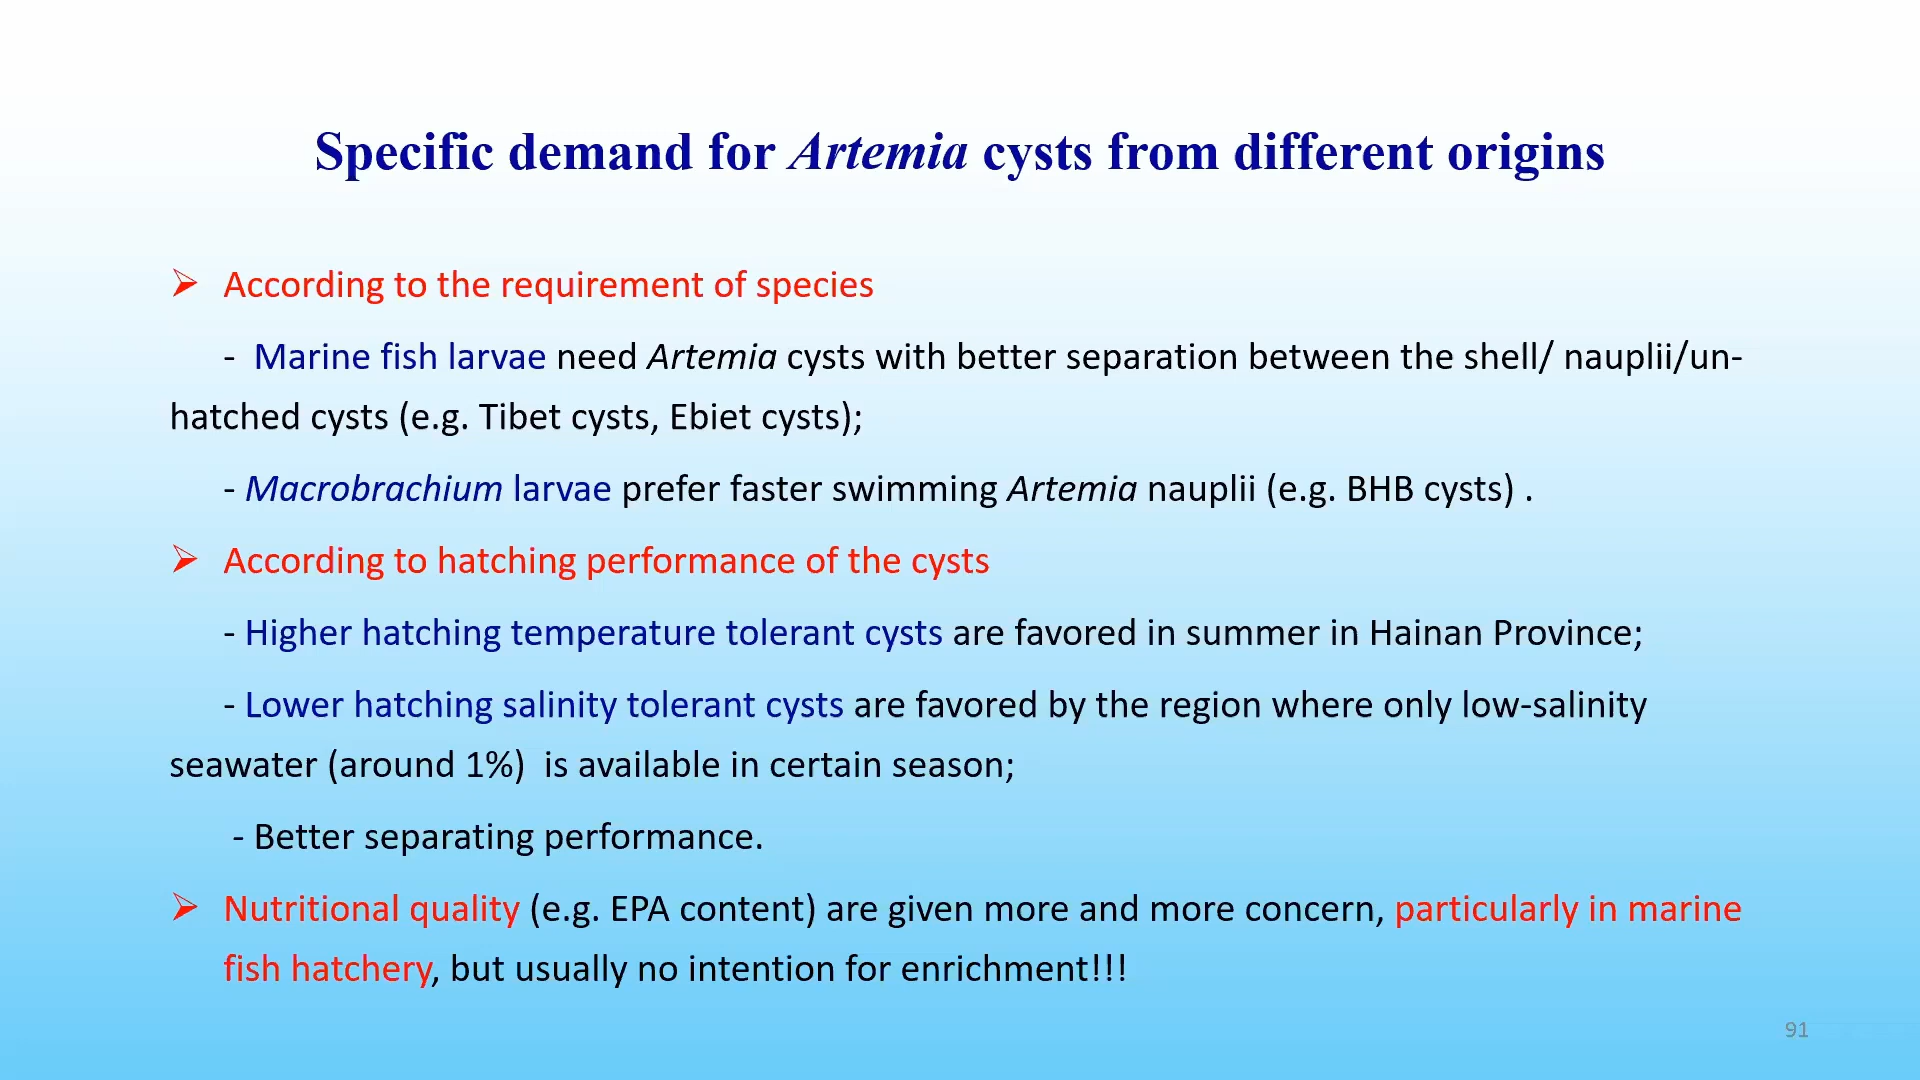 Specific demand for Artemia cysts from different origins
➢ According to the requirement of species
- Marine fish larvae need Artemia cysts with better separation between the shell/ nauplii/un-
hatched cysts (e.g. Tibet cysts, Ebiet cysts);
- Macrobrachium larvae prefer faster swimming Artemia nauplii (e.g. BHB cysts) .
➢ According to hatching performance of the cysts
- Higher hatching temperature tolerant cysts are favored in summer in Hainan Province;
- Lower hatching salinity tolerant cysts are favored by the region where only low-salinity
seawater (around 1%) is available in certain season;
- Better separating performance.
➢ Nutritional quality (e.g. EPA content) are given more and more concern, particularly in marine
fish hatchery, but usually no intention for enrichment!!!
91